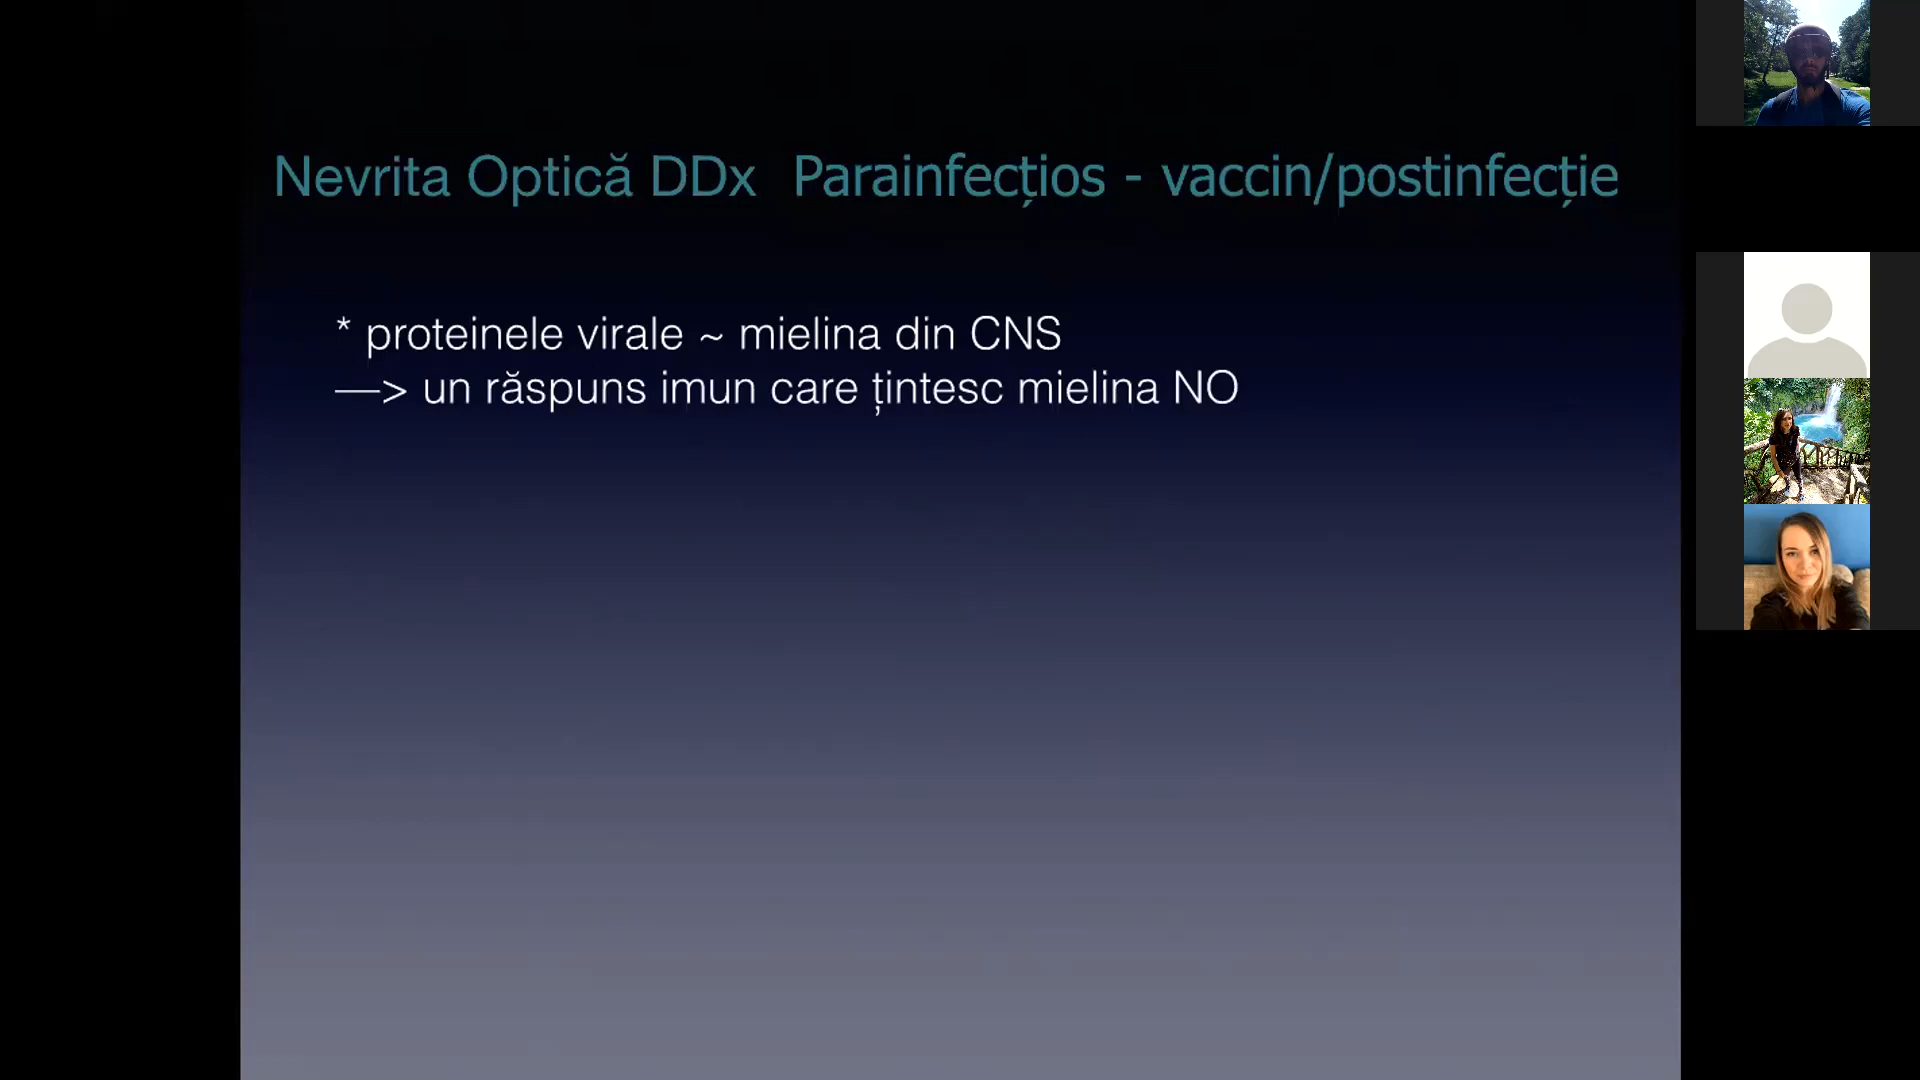 Nevrita Optică DDx Parainfecțios - vaccin/postinfecție
* proteinele virale ~ mielina din CNS
—> un răspuns imun care țintesc mielina NO